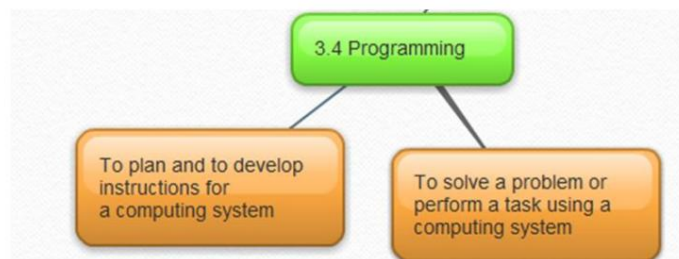 3.4 Programming
To plan and to develop
instructions for
a computing system
To solve a problem or
perform a task using a
computing system